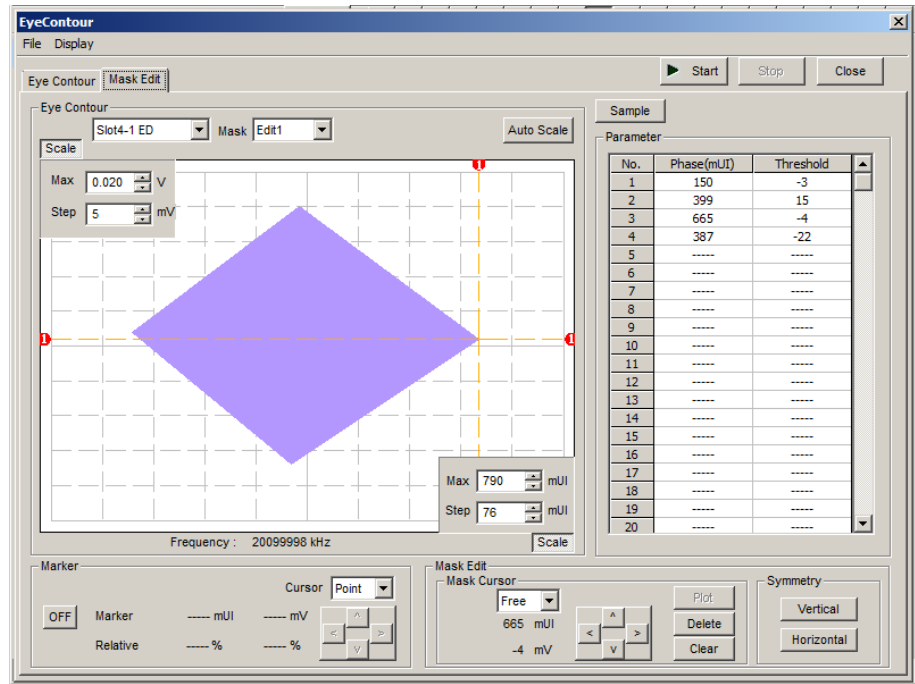 EyeContour
File Display
Eye Contour Mask Edit Start Stop Close
Eye Contour
Slot4-1 ED Mask Edit1 Auto Scale
Scale
Max 0.020 V
Step 5 mV
1
1 1
Max 790 mUI
Step 76 mUI
Frequency : 20099998 kHz Scale
Sample
Parameter
No. Phase(mUI) Threshold
1 150 -3
2 399 15
3 665 -4
4 387 -22
5 ----- -----
6 ----- -----
7 ----- -----
8 ----- -----
9 ----- -----
10 ----- -----
11 ----- -----
12 ----- -----
13 ----- -----
14 ----- -----
15 ----- -----
16 ----- -----
17 ----- -----
18 ----- -----
19 ----- -----
20 ----- -----
Marker
Cursor Point
OFF Marker ----- mUI ----- mV
Relative ----- % ----- %
^
< >
v
Mask Edit
Mask Cursor
Free
665 mUI
-4 mV
^
< >
v
Plot
Delete
Clear
Symmetry
Vertical
Horizontal